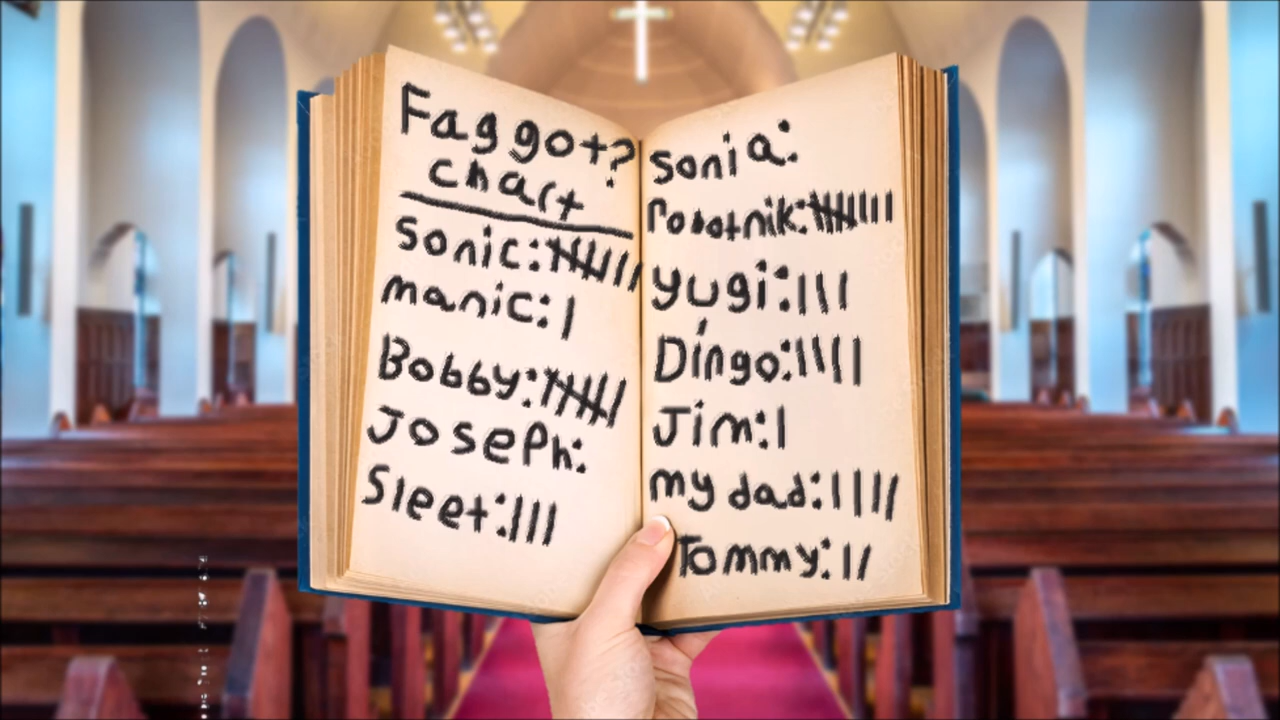 Faggot?
chart
Sonic: 卌 ||
manic: |
Bobby: 卌 |
Joseph:
Sleet: |||
sonia:
robotnik: 卌 |||
yugi: |||
Dingo: ||||
Jim: |
my dad: ||||
Tommy: ||